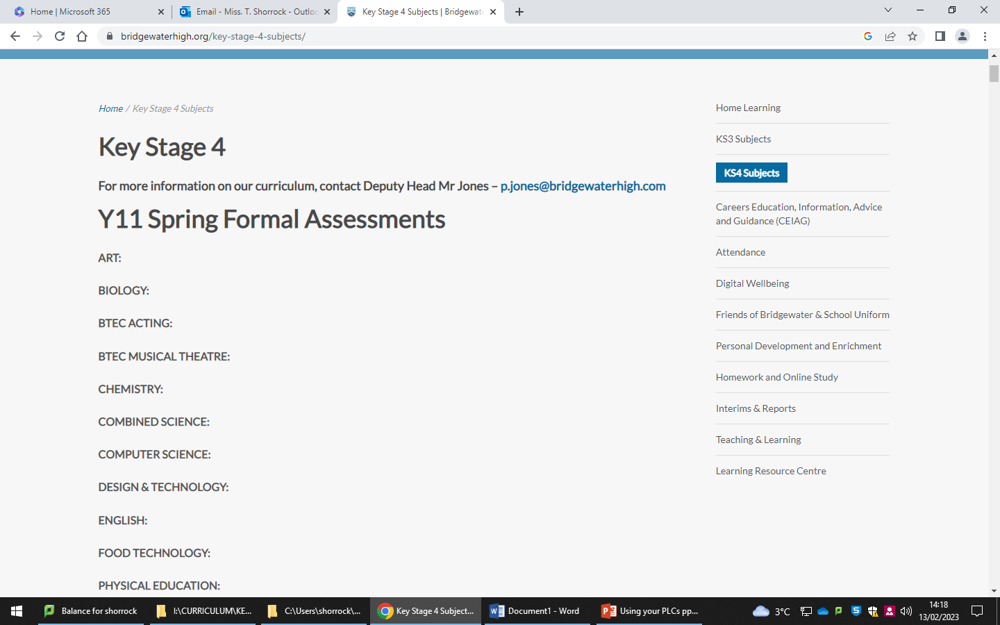 Home | Microsoft 365
Email - Miss. T. Shorrock - Outloo
Key Stage 4 Subjects | Bridgewate
bridgewaterhigh.org/key-stage-4-subjects/
Home / Key Stage 4 Subjects
Key Stage 4
For more information on our curriculum, contact Deputy Head Mr Jones – p.jones@bridgewaterhigh.com
Y11 Spring Formal Assessments
ART:
BIOLOGY:
BTEC ACTING:
BTEC MUSICAL THEATRE:
CHEMISTRY:
COMBINED SCIENCE:
COMPUTER SCIENCE:
DESIGN & TECHNOLOGY:
ENGLISH:
FOOD TECHNOLOGY:
PHYSICAL EDUCATION:
Home Learning
KS3 Subjects
KS4 Subjects
Careers Education, Information, Advice
and Guidance (CEIAG)
Attendance
Digital Wellbeing
Friends of Bridgewater & School Uniform
Personal Development and Enrichment
Homework and Online Study
Interims & Reports
Teaching & Learning
Learning Resource Centre
Balance for shorrock
I:\CURRICULUM\KE...
C:\Users\shorrock\...
Key Stage 4 Subject...
Document1 - Word
Using your PLCs pp...
3°C
14:18
13/02/2023